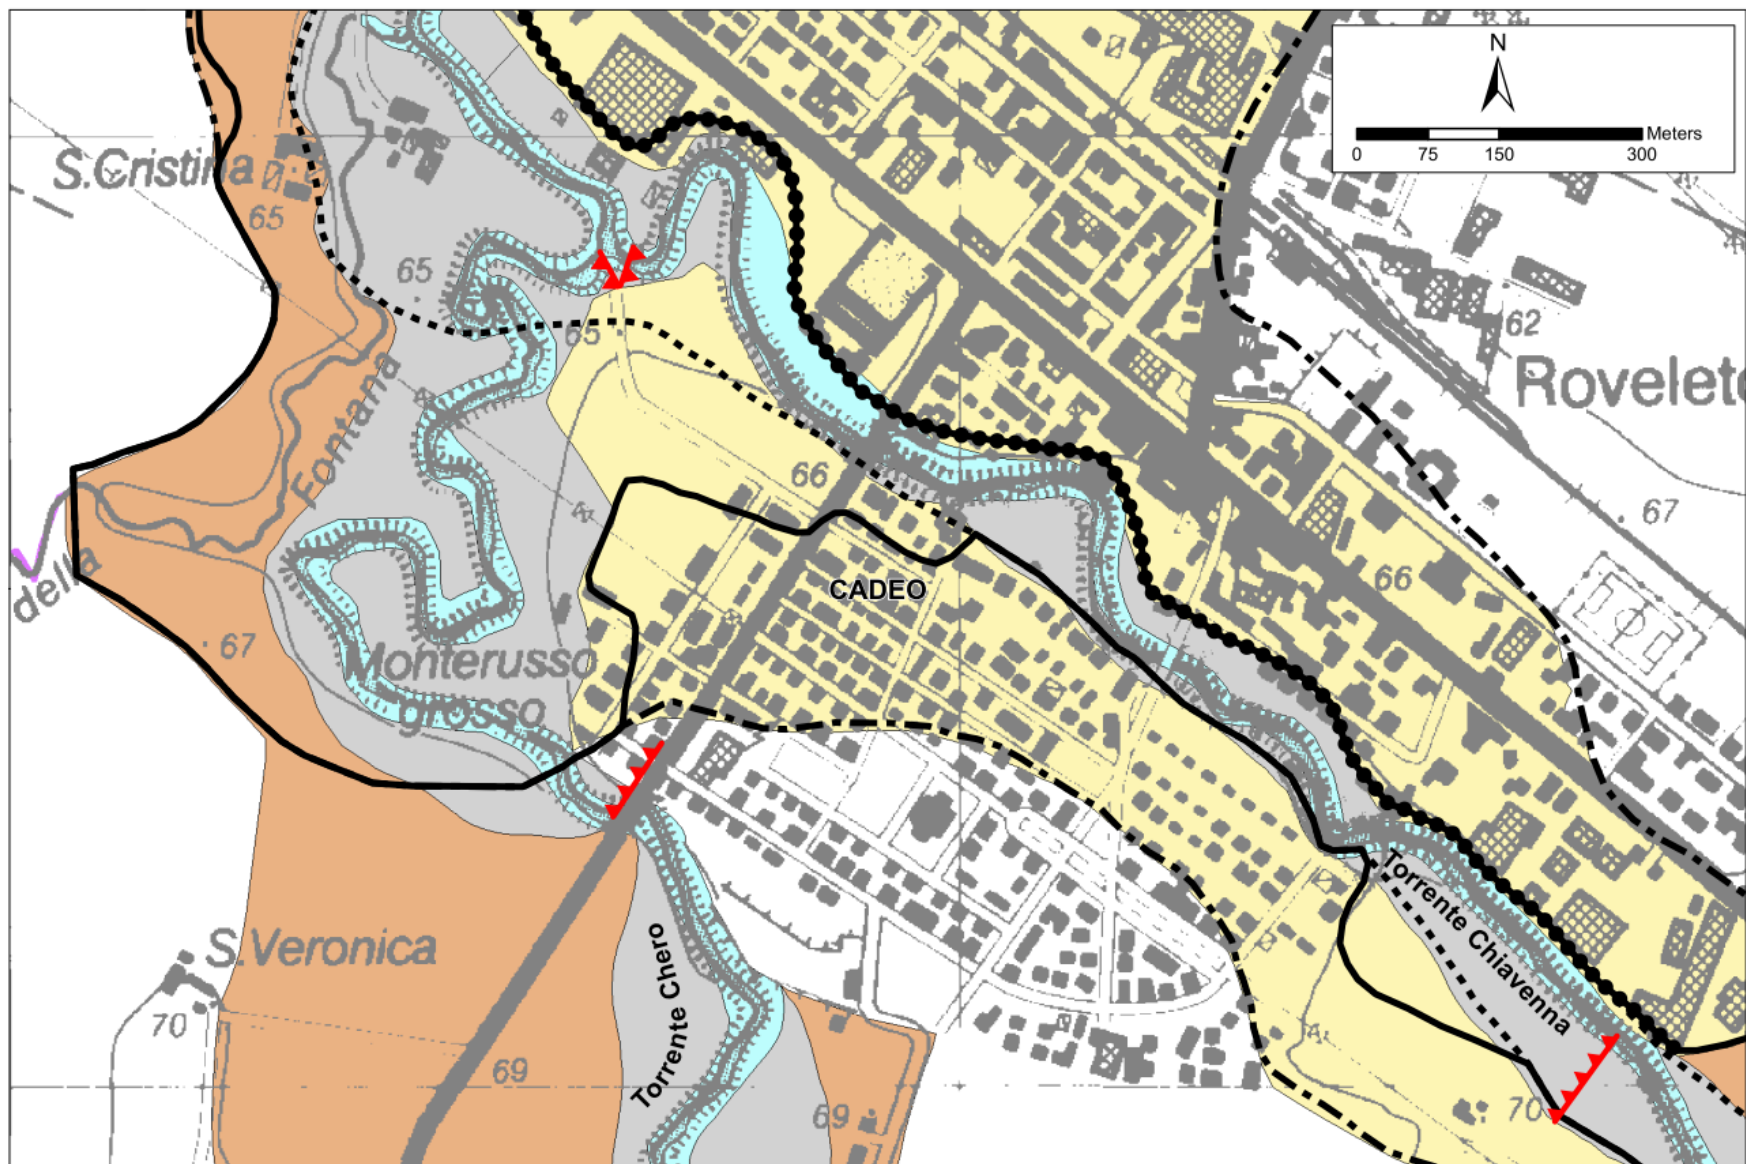 N
Meters
0 75 150 300
S.Cristina
65
65
65
62
Roveleto
Fontana
66
67
della
CADEO
66
67
Monterusso
grosso
Torrente Chiavenna
S.Veronica
Torrente Chero
70
69
69
70